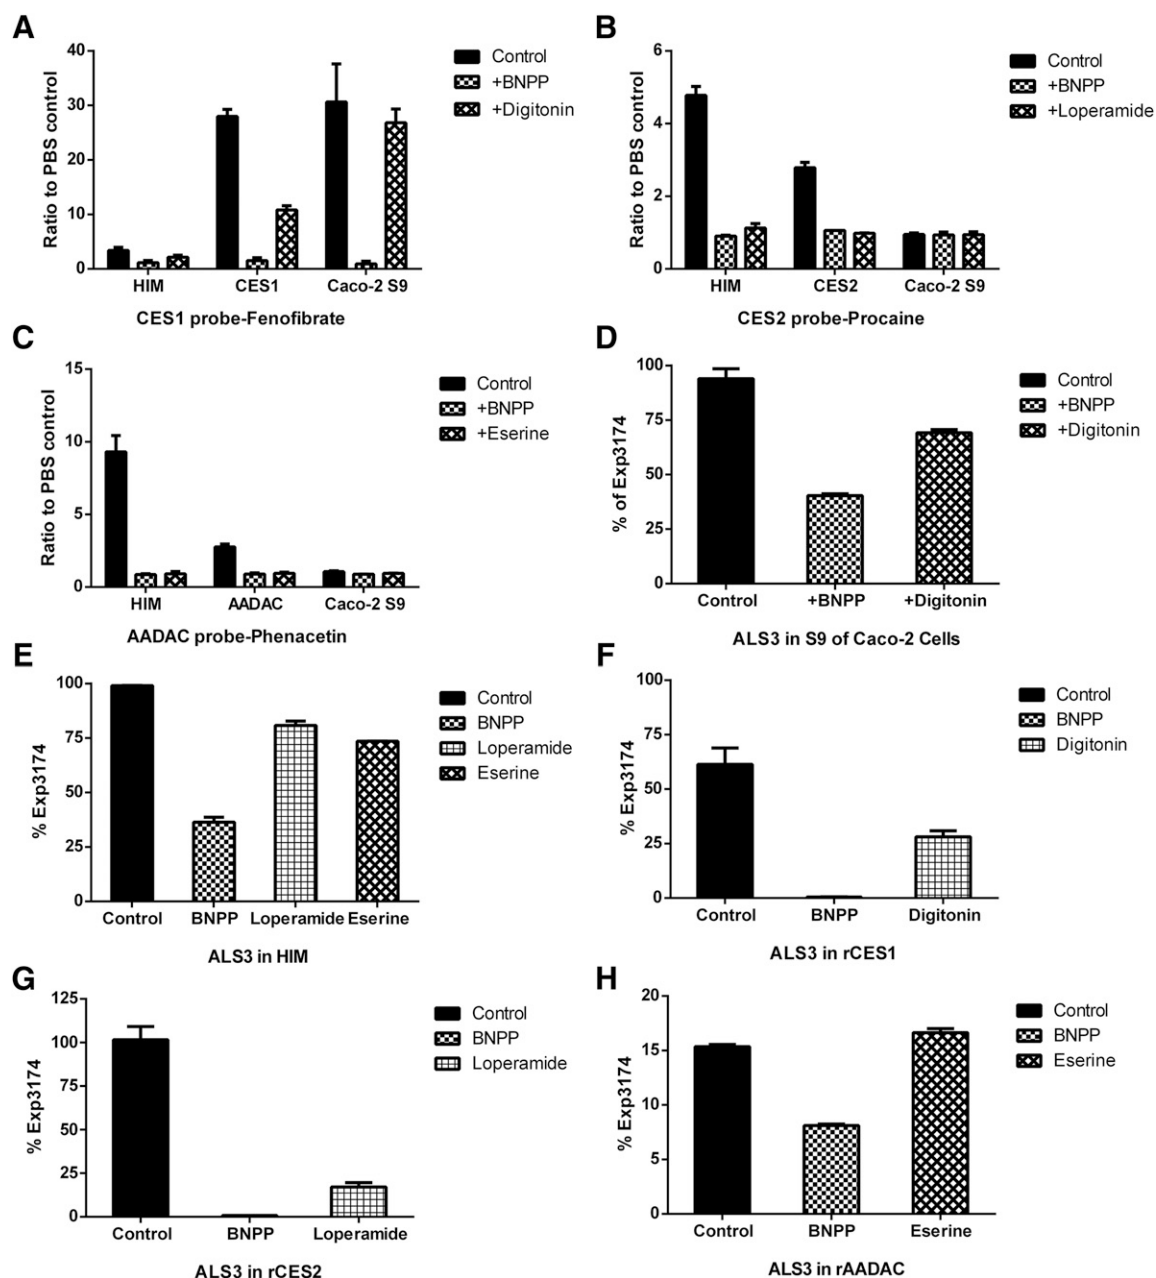 A
Ratio to PBS control
40
30
20
10
0
HIM CES1 Caco-2 S9
CES1 probe-Fenofibrate
Control
+BNPP
+Digitonin
B
Ratio to PBS control
6
4
2
0
HIM CES2 Caco-2 S9
CES2 probe-Procaine
Control
+BNPP
+Loperamide
C
Ratio to PBS control
15
10
5
0
HIM AADAC Caco-2 S9
AADAC probe-Phenacetin
Control
+BNPP
+Eserine
D
% of Exp3174
100
75
50
25
0
Control +BNPP +Digitonin
ALS3 in S9 of Caco-2 Cells
Control
+BNPP
+Digitonin
E
% Exp3174
100
75
50
25
0
Control BNPP Loperamide Eserine
ALS3 in HIM
Control
BNPP
Loperamide
Eserine
F
% Exp3174
100
75
50
25
0
Control BNPP Digitonin
ALS3 in rCES1
Control
BNPP
Digitonin
G
% Exp3174
125
100
75
50
25
0
Control BNPP Loperamide
ALS3 in rCES2
Control
BNPP
Loperamide
H
% Exp3174
20
15
10
5
0
Control BNPP Eserine
ALS3 in rAADAC
Control
BNPP
Eserine